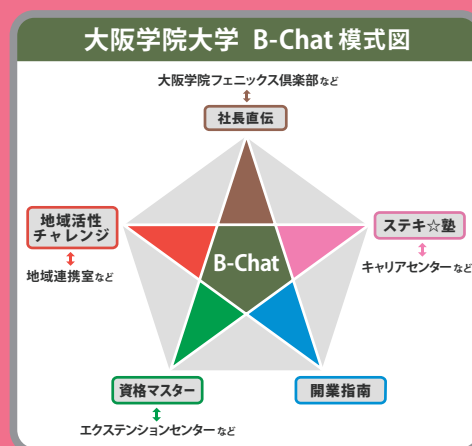 大阪学院大学 B-Chat 模式図
大阪学院フェニックス倶楽部など
社長直伝
地域活性
チャレンジ
地域連携室など
ステキ☆塾
キャリアセンターなど
B-Chat
資格マスター
エクステンションセンターなど
開業指南